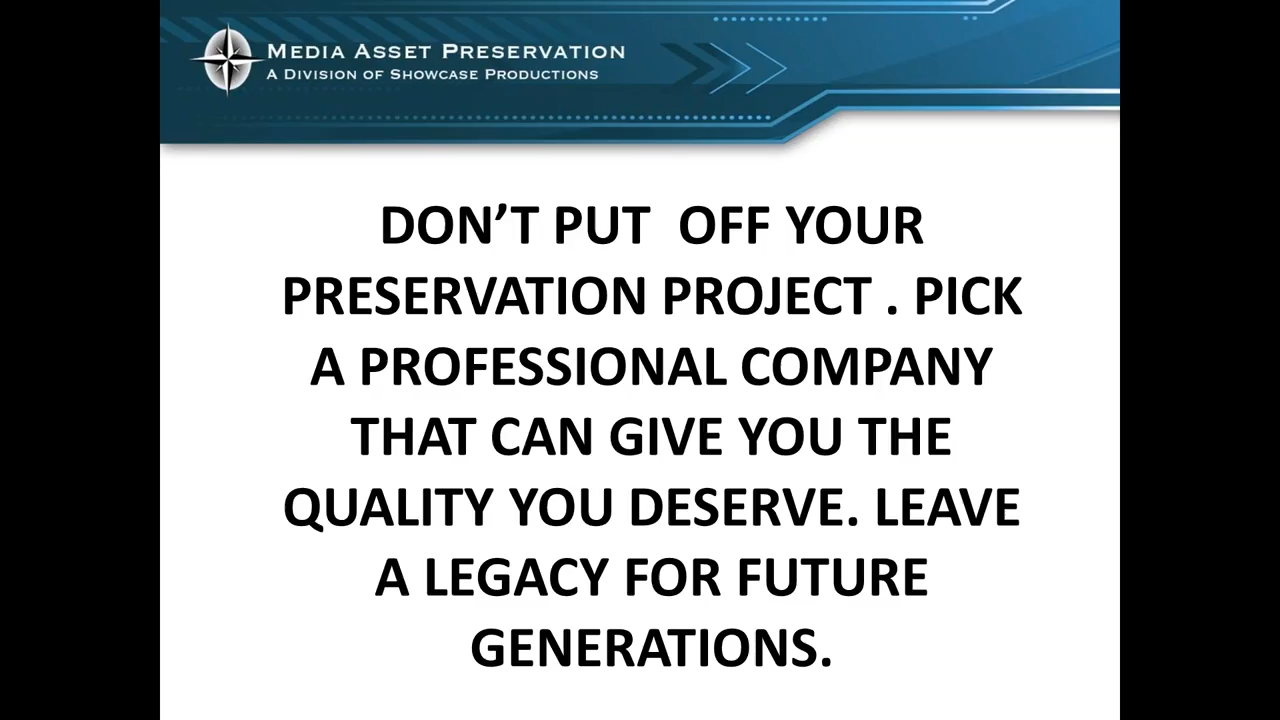 MEDIA ASSET PRESERVATION
A DIVISION OF SHOWCASE PRODUCTIONS
DON’T PUT  OFF YOUR
PRESERVATION PROJECT . PICK
A PROFESSIONAL COMPANY
THAT CAN GIVE YOU THE
QUALITY YOU DESERVE. LEAVE
A LEGACY FOR FUTURE
GENERATIONS.